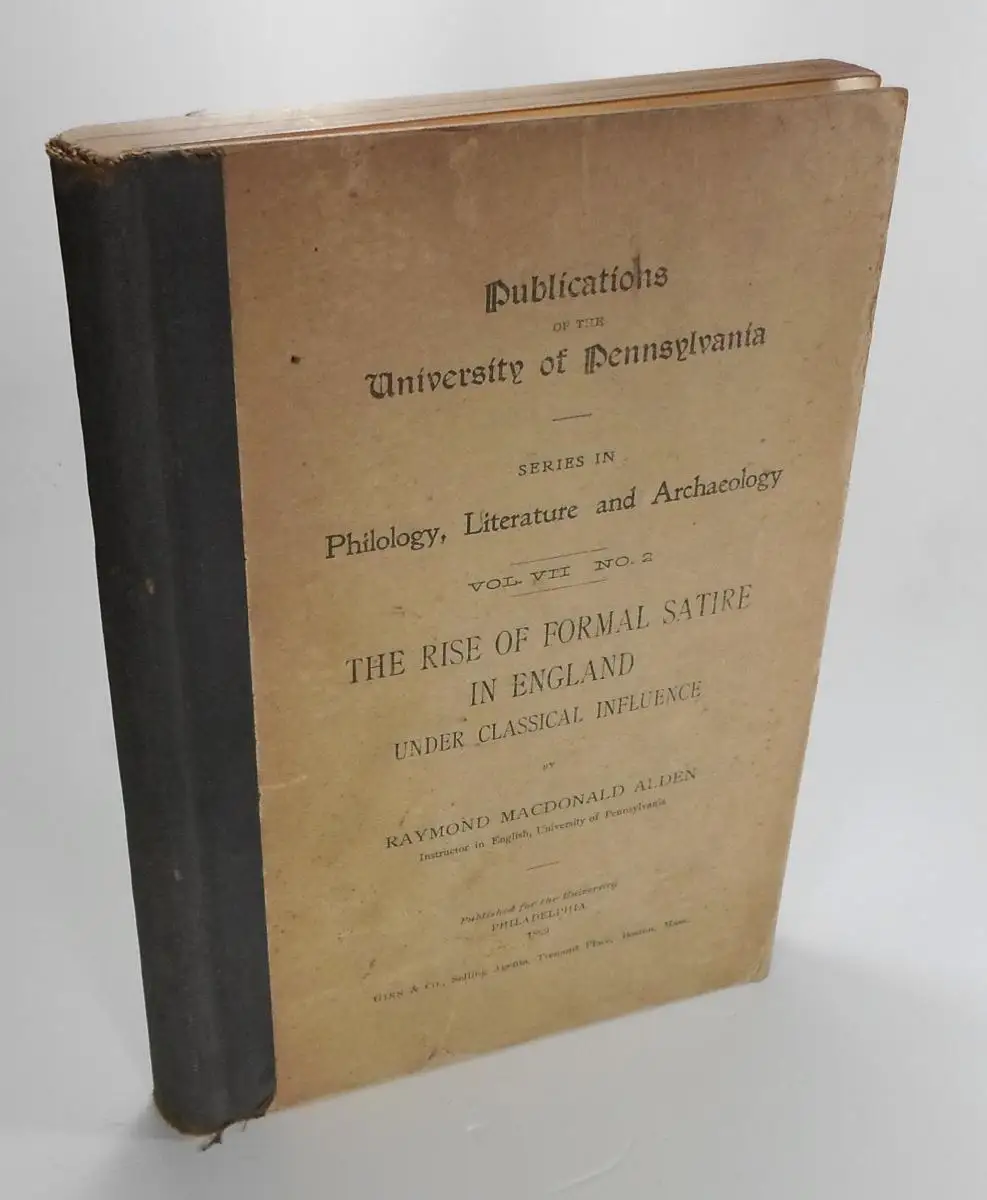 Publications
OF THE
University of Pennsylvania
SERIES IN
Philology, Literature and Archaeology
VOL. VII NO. 2
THE RISE OF FORMAL SATIRE
IN ENGLAND
UNDER CLASSICAL INFLUENCE
BY
RAYMOND MACDONALD ALDEN
Instructor in English, University of Pennsylvania
Published for the University
PHILADELPHIA
GINN & CO., Selling Agents, Tremont Place, Boston, Mass.